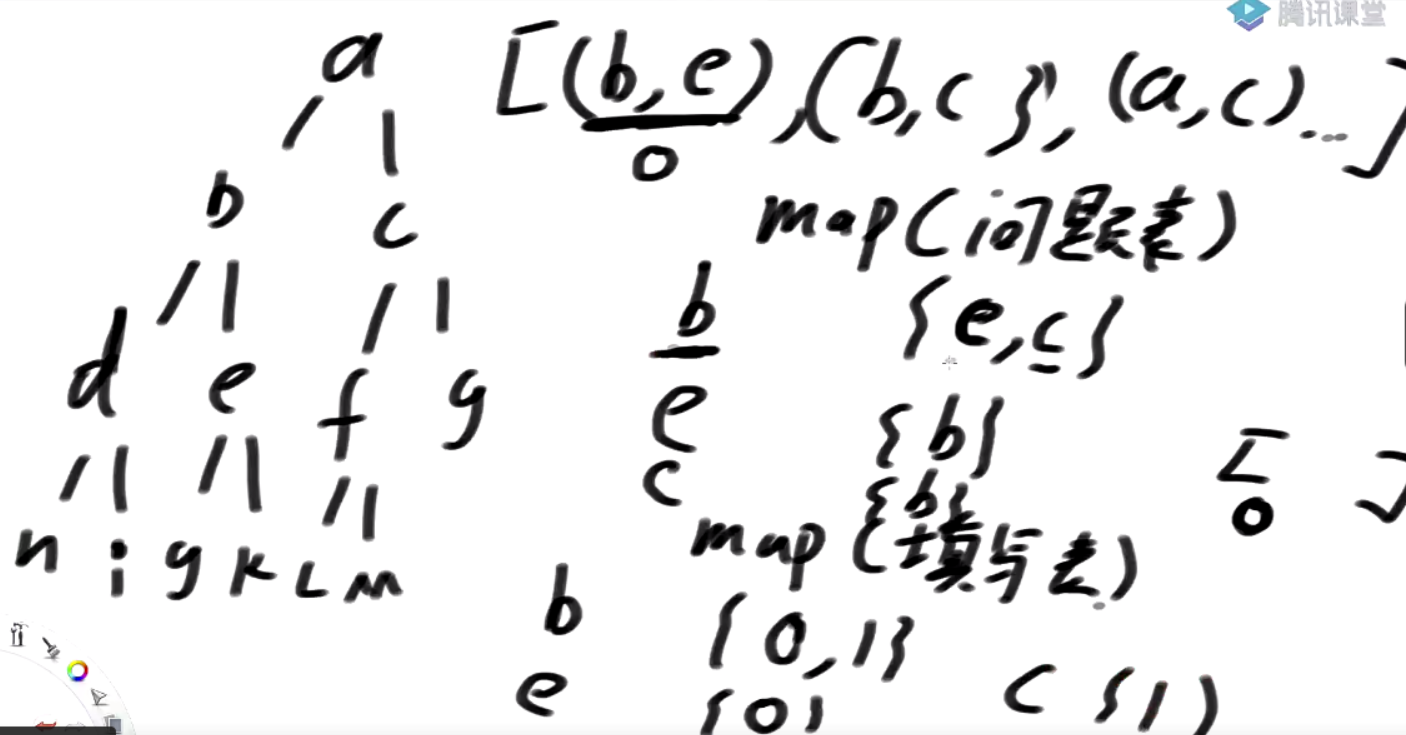 腾讯课堂
a [(b,e),(b,c},(a,c)...]
0
map(问题表)
b c
b {e,c}
d e f g
e {b}
c {b}
[ ]
0
map(填写表)
n i g k L m
b {0,1}
e {0} c {1)